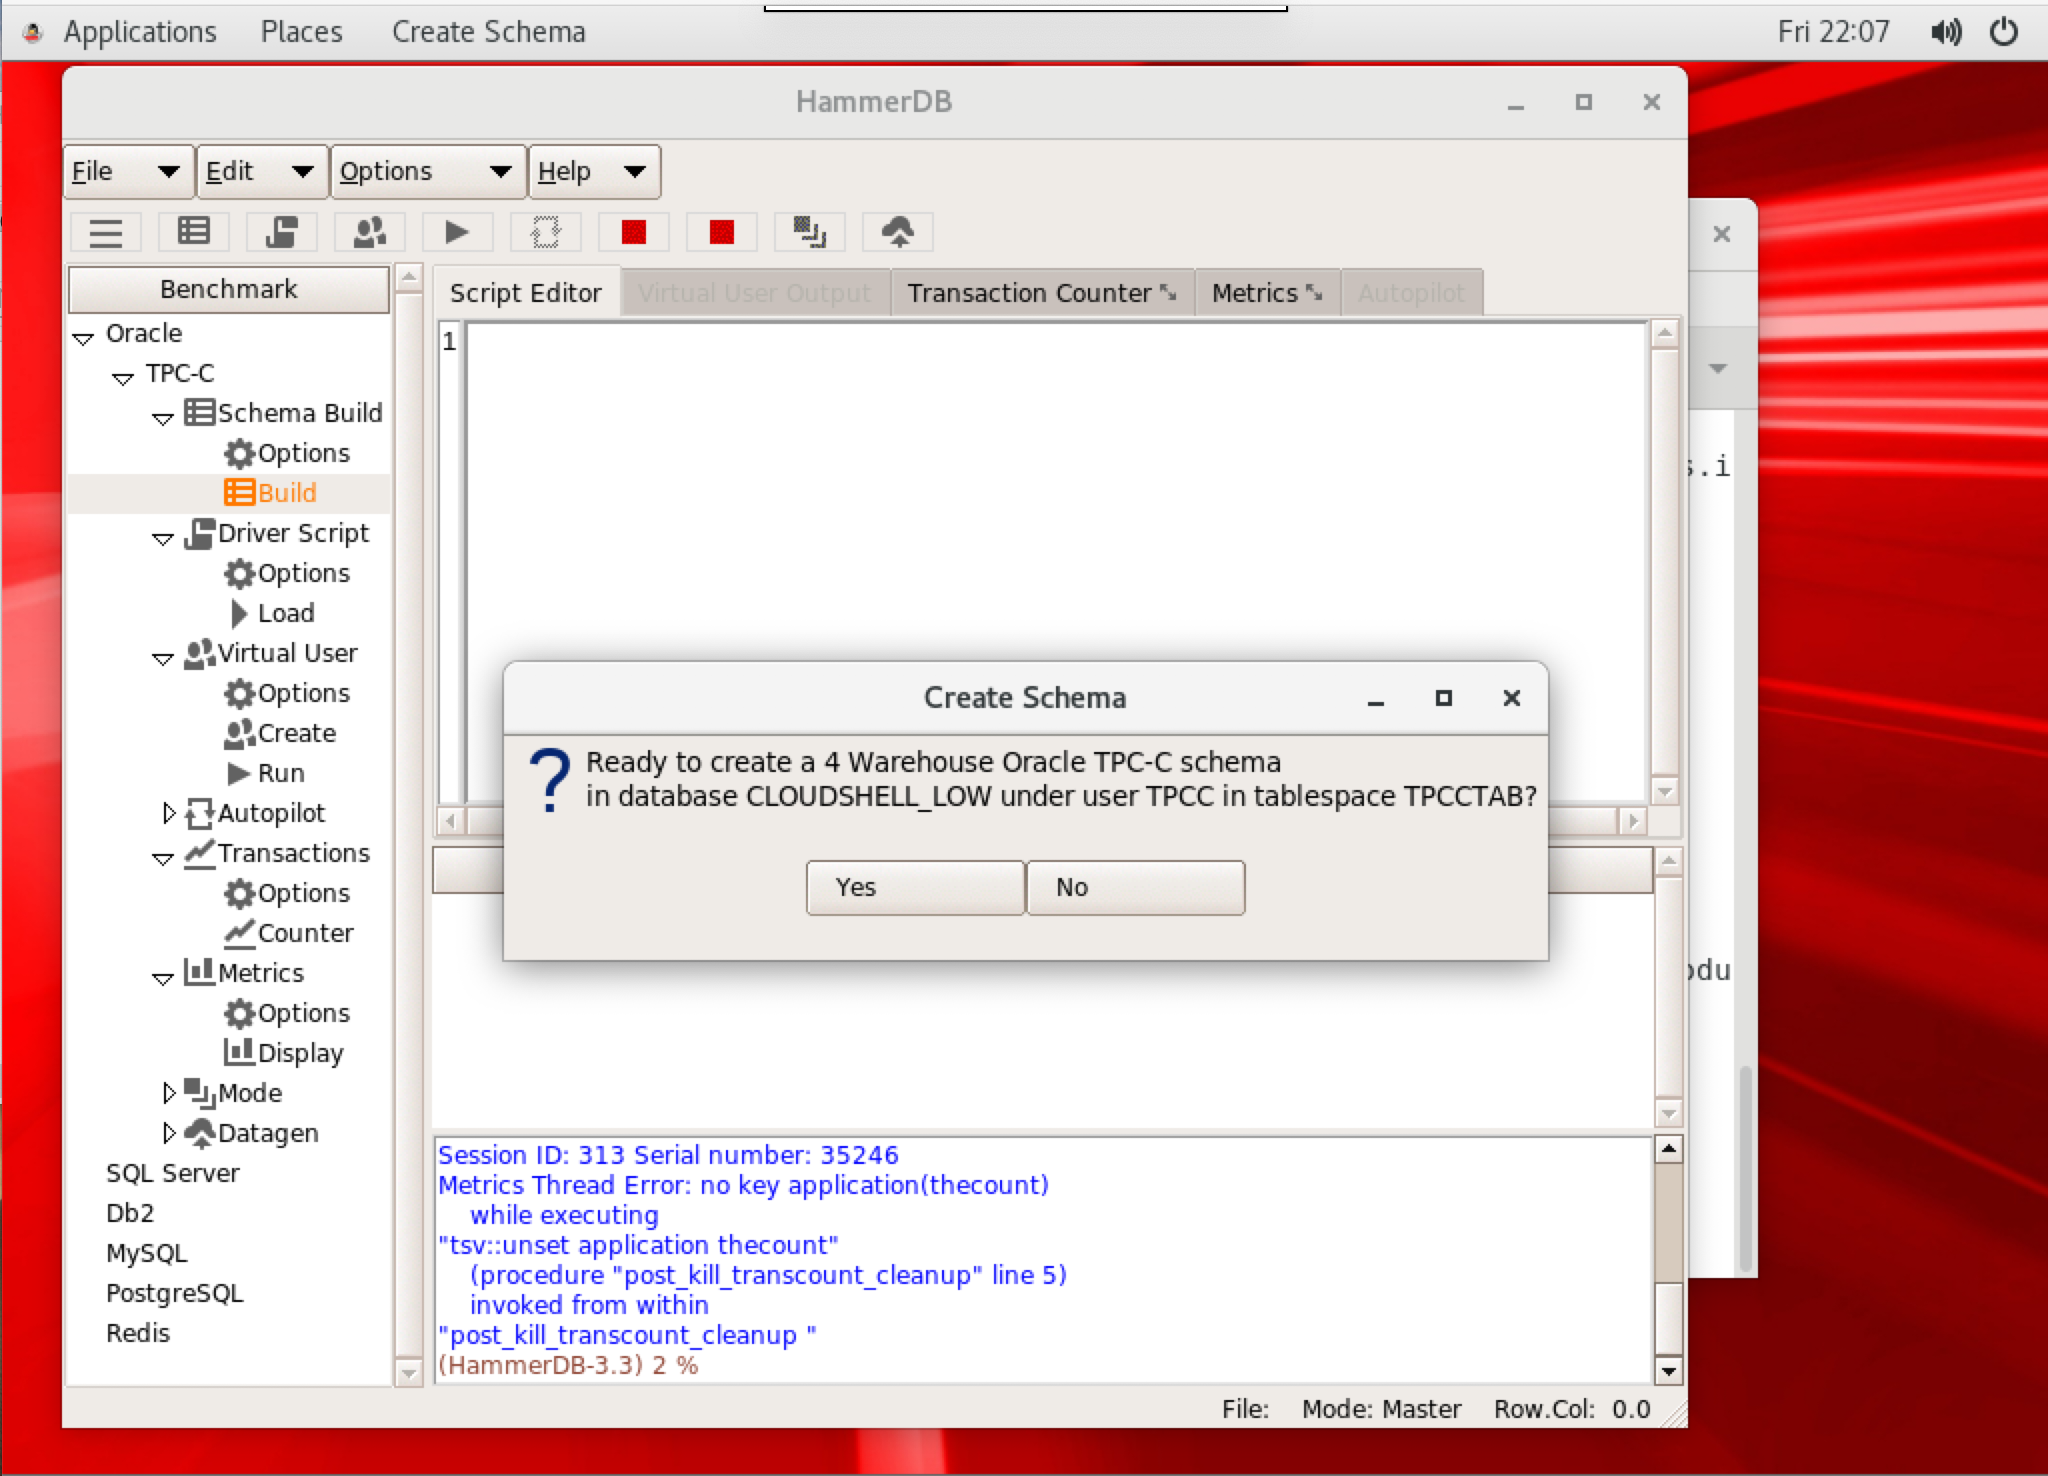 Applications Places Create Schema Fri 22:07
HammerDB
File Edit Options Help
Benchmark
Oracle
TPC-C
Schema Build
Options
Build
Driver Script
Options
Load
Virtual User
Options
Create
Run
Autopilot
Transactions
Options
Counter
Metrics
Options
Display
Mode
Datagen
SQL Server
Db2
MySQL
PostgreSQL
Redis
Script Editor Virtual User Output Transaction Counter Metrics Autopilot
1
s.i
Create Schema
? Ready to create a 4 Warehouse Oracle TPC-C schema
in database CLOUDSHELL_LOW under user TPCC in tablespace TPCCTAB?
Yes No
odu
Session ID: 313 Serial number: 35246
Metrics Thread Error: no key application(thecount)
while executing
"tsv::unset application thecount"
(procedure "post_kill_transcount_cleanup" line 5)
invoked from within
"post_kill_transcount_cleanup "
(HammerDB-3.3) 2 %
File: Mode: Master Row.Col: 0.0